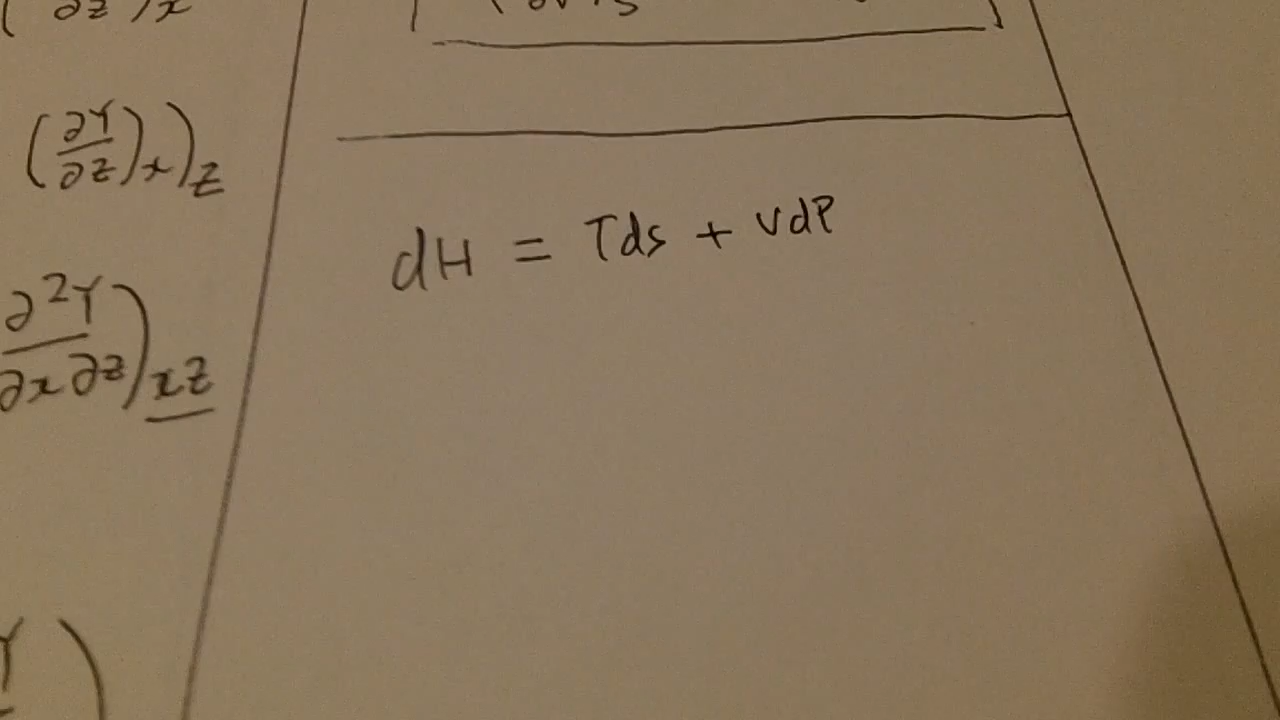 ∂z )x
(∂Y/∂z)x)z
∂²Y/∂x∂z)xz
Y )
(∂v)s
dH = Tds + vdP